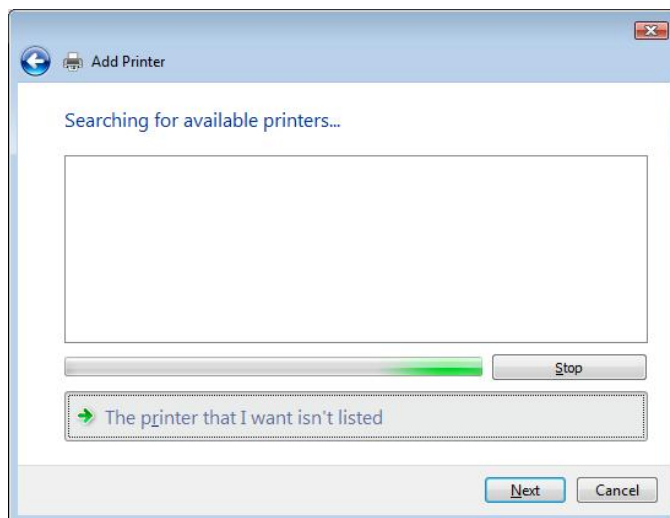 Add Printer
Searching for available printers...
Stop
The printer that I want isn't listed
Next
Cancel